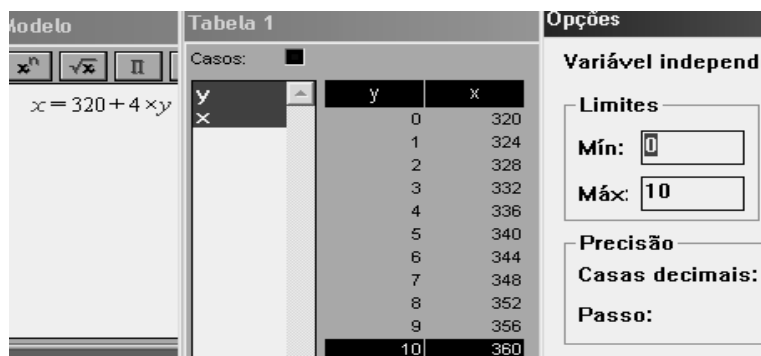 Modelo
xⁿ √x π
x = 320 + 4 × y
Tabela 1
Casos:
y
x
y x
0 320
1 324
2 328
3 332
4 336
5 340
6 344
7 348
8 352
9 356
10 360
Opções
Variável independ
Limites
Mín: 0
Máx: 10
Precisão
Casas decimais:
Passo: